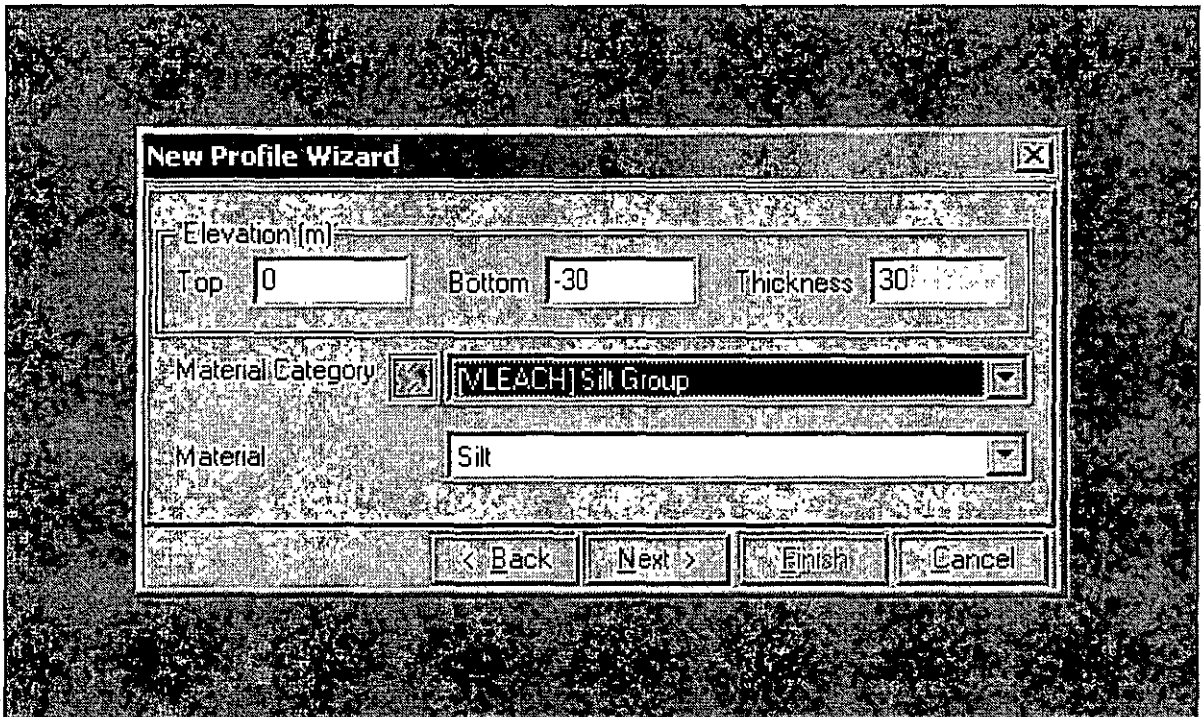 New Profile Wizard
Elevation (m)
Top 0 Bottom -30 Thickness 30
Material Category [VLEACH] Silt Group
Material Silt
< Back Next > Finish Cancel